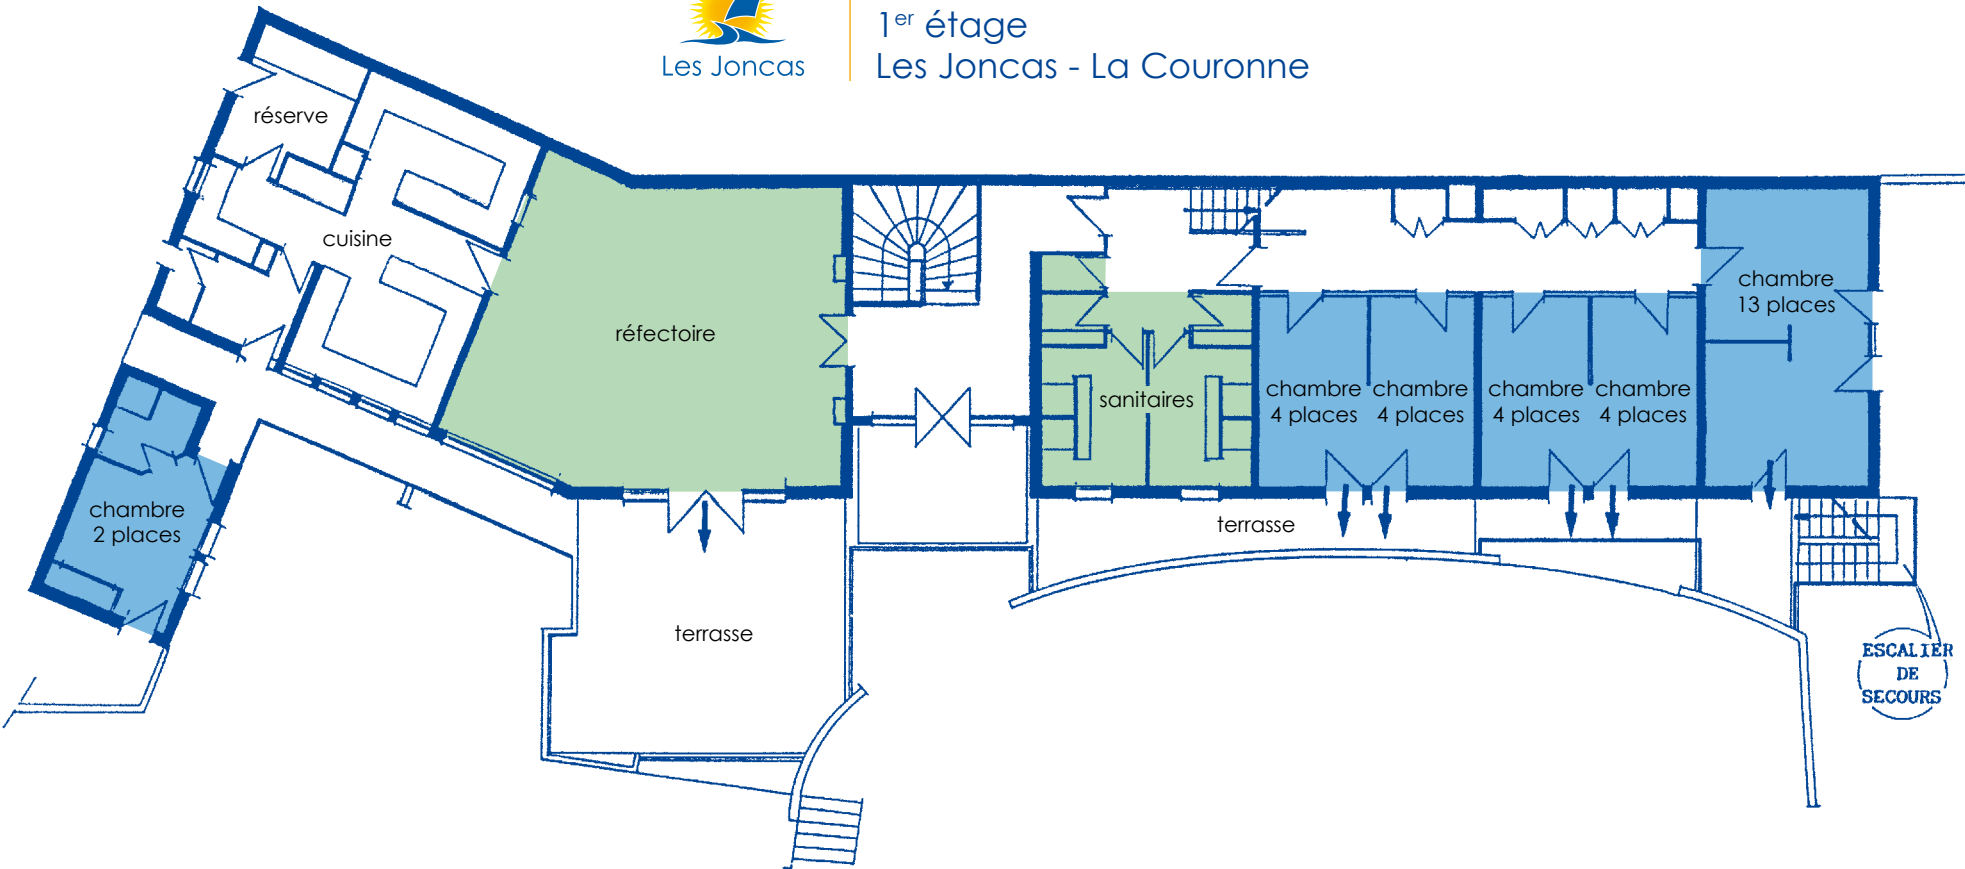 Les Joncas
1er étage
Les Joncas - La Couronne
réserve
cuisine
réfectoire
chambre
13 places
sanitaires
chambre
4 places
chambre
4 places
chambre
4 places
chambre
4 places
chambre
2 places
terrasse
terrasse
ESCALIER
DE
SECOURS